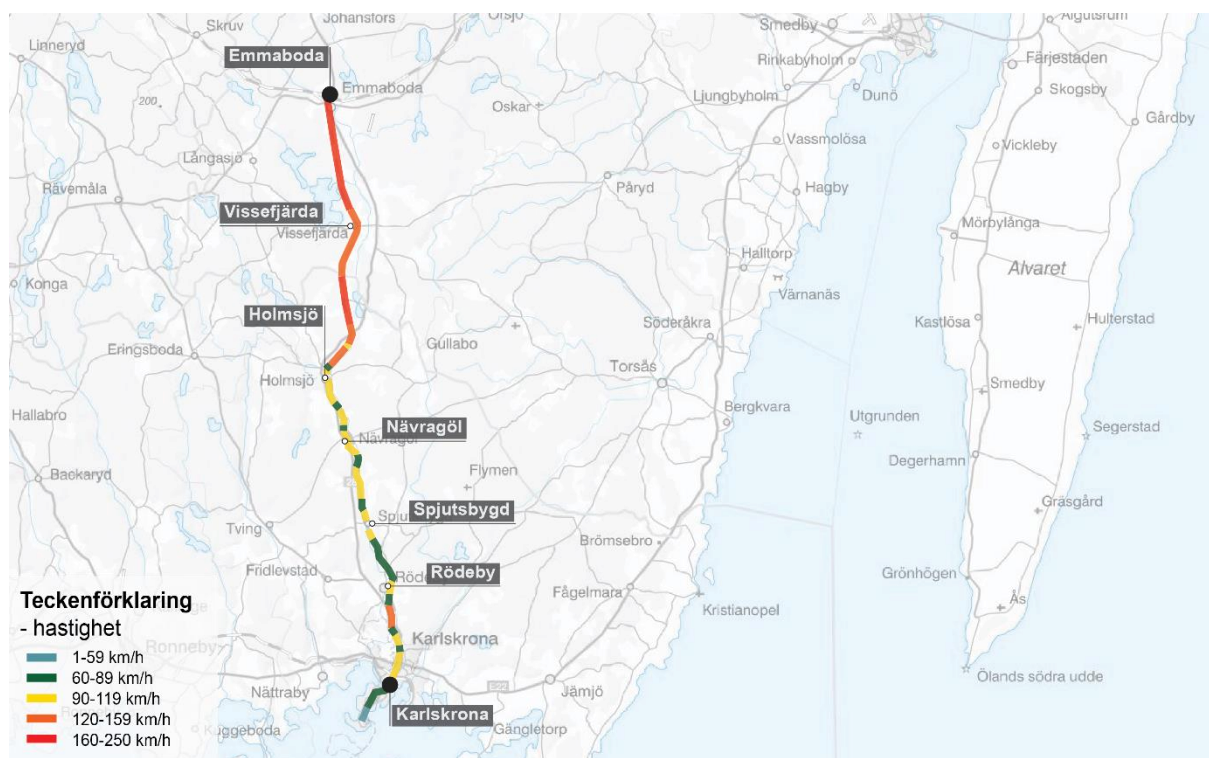 Linneryd
Skruv
Johansfors
Emmaboda
Emmaboda
200
Långasjö
Rävemåla
Vissefjärda
Vissefjärda
Konga
Holmsjö
Eringsboda
Holmsjö
Gullabo
Hallabro
Nävragöl
Backaryd
Flymen
Spjutsbygd
Tving
Fridlevstad
Rödeby
Karlskrona
Ronneby
Nättraby
Karlskrona
Kuggeboda
Gängletorp
Jämjö
Oskar
Påryd
Smedby
Rinkabyholm
Ljungbyholm
Dunö
Vassmolösa
Hagby
Halltorp
Värnanäs
Söderåkra
Torsås
Bergkvara
Brömsebro
Fågelmara
Kristianopel
Utgrunden
Algutsrum
Färjestaden
Skogsby
Gårdby
Vickleby
Mörbylånga
Alvaret
Kastlösa
Hulterstad
Smedby
Segerstad
Degerhamn
Gräsgård
Grönhögen
Ås
Ölands södra udde
Teckenförklaring
- hastighet
1-59 km/h
60-89 km/h
90-119 km/h
120-159 km/h
160-250 km/h